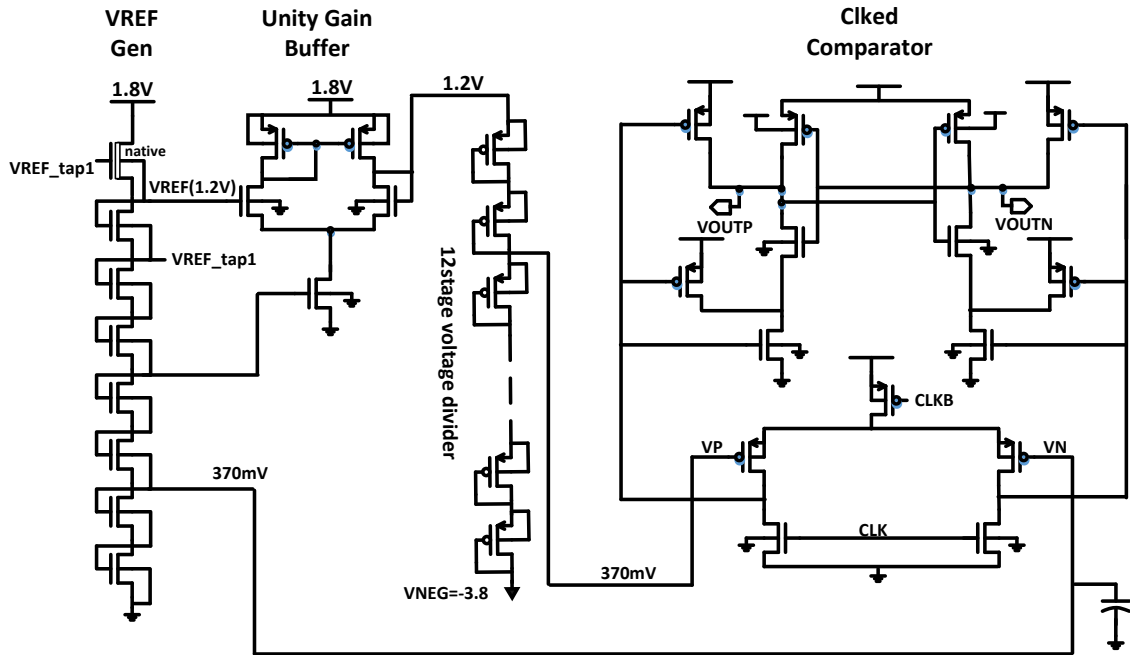 VREF
Gen
Unity Gain
Buffer
Clked
Comparator
1.8V
1.8V
1.2V
native
VREF_tap1
VREF(1.2V)
VOUTP
VOUTN
VREF_tap1
12stage voltage divider
CLKB
VP
VN
370mV
CLK
370mV
VNEG=-3.8